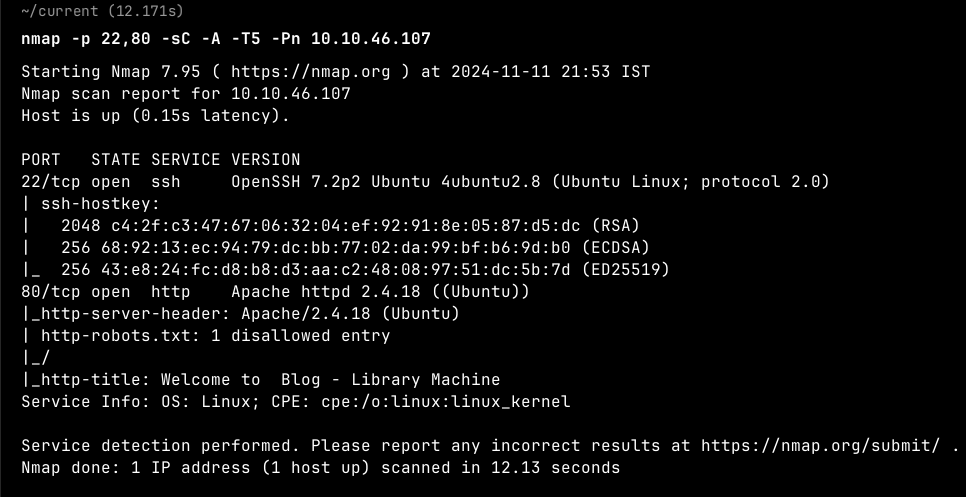 ~/current (12.171s)
nmap -p 22,80 -sC -A -T5 -Pn 10.10.46.107
Starting Nmap 7.95 ( https://nmap.org ) at 2024-11-11 21:53 IST
Nmap scan report for 10.10.46.107
Host is up (0.15s latency).
PORT   STATE SERVICE VERSION
22/tcp open  ssh     OpenSSH 7.2p2 Ubuntu 4ubuntu2.8 (Ubuntu Linux; protocol 2.0)
| ssh-hostkey:
|   2048 c4:2f:c3:47:67:06:32:04:ef:92:91:8e:05:87:d5:dc (RSA)
|   256 68:92:13:ec:94:79:dc:bb:77:02:da:99:bf:b6:9d:b0 (ECDSA)
|_  256 43:e8:24:fc:d8:b8:d3:aa:c2:48:08:97:51:dc:5b:7d (ED25519)
80/tcp open  http    Apache httpd 2.4.18 ((Ubuntu))
|_http-server-header: Apache/2.4.18 (Ubuntu)
| http-robots.txt: 1 disallowed entry
|_/
|_http-title: Welcome to  Blog - Library Machine
Service Info: OS: Linux; CPE: cpe:/o:linux:linux_kernel
Service detection performed. Please report any incorrect results at https://nmap.org/submit/ .
Nmap done: 1 IP address (1 host up) scanned in 12.13 seconds